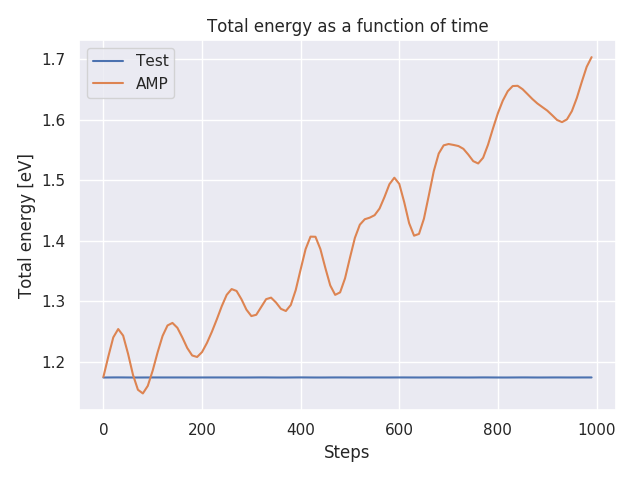 Total energy as a function of time
Test
AMP
Total energy [eV]
1.7
1.6
1.5
1.4
1.3
1.2
0 200 400 600 800 1000
Steps